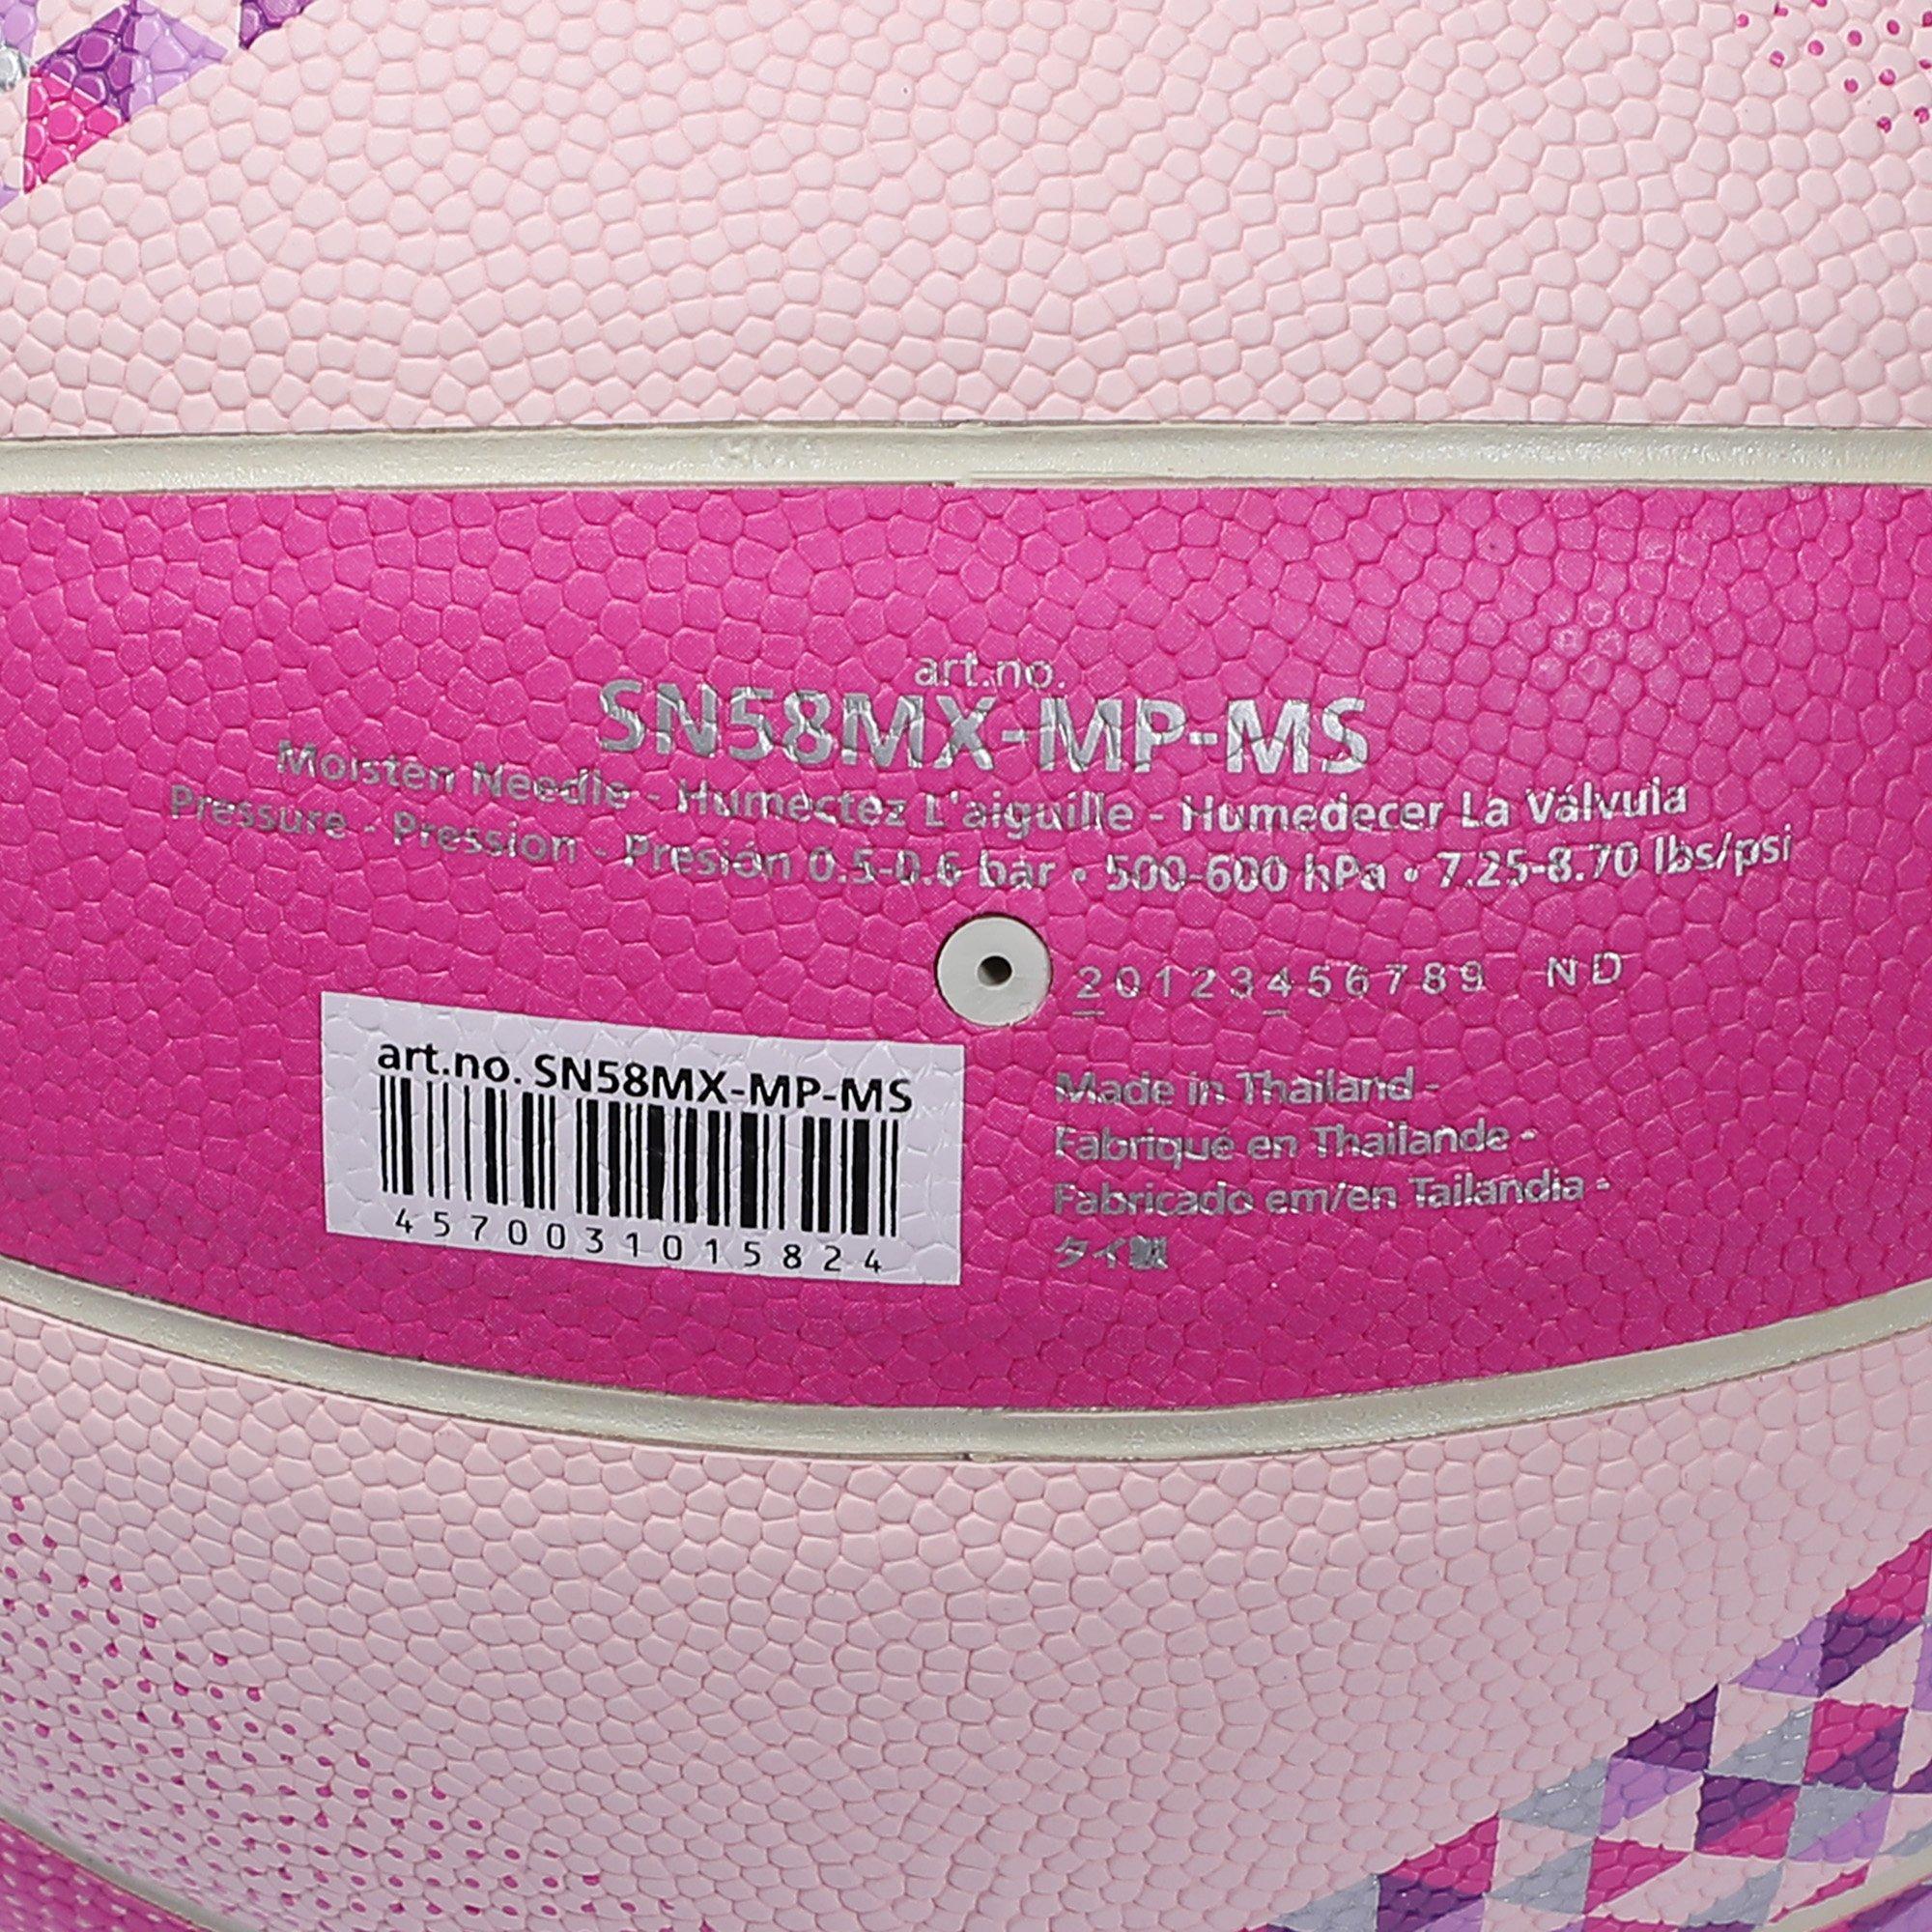 art.no.
SN58MX-MP-MS
Moisten Needle - Humectez L'aiguille - Humedecer La Válvula
Pressure - Pression - Presión 0.5-0.6 bar • 500-600 hPa • 7.25-8.70 lbs/psi
20123456789 ND
art.no. SN58MX-MP-MS
4570031015824
Made in Thailand -
Fabriqué en Thailande -
Fabricado em/en Tailandia -
タイ製